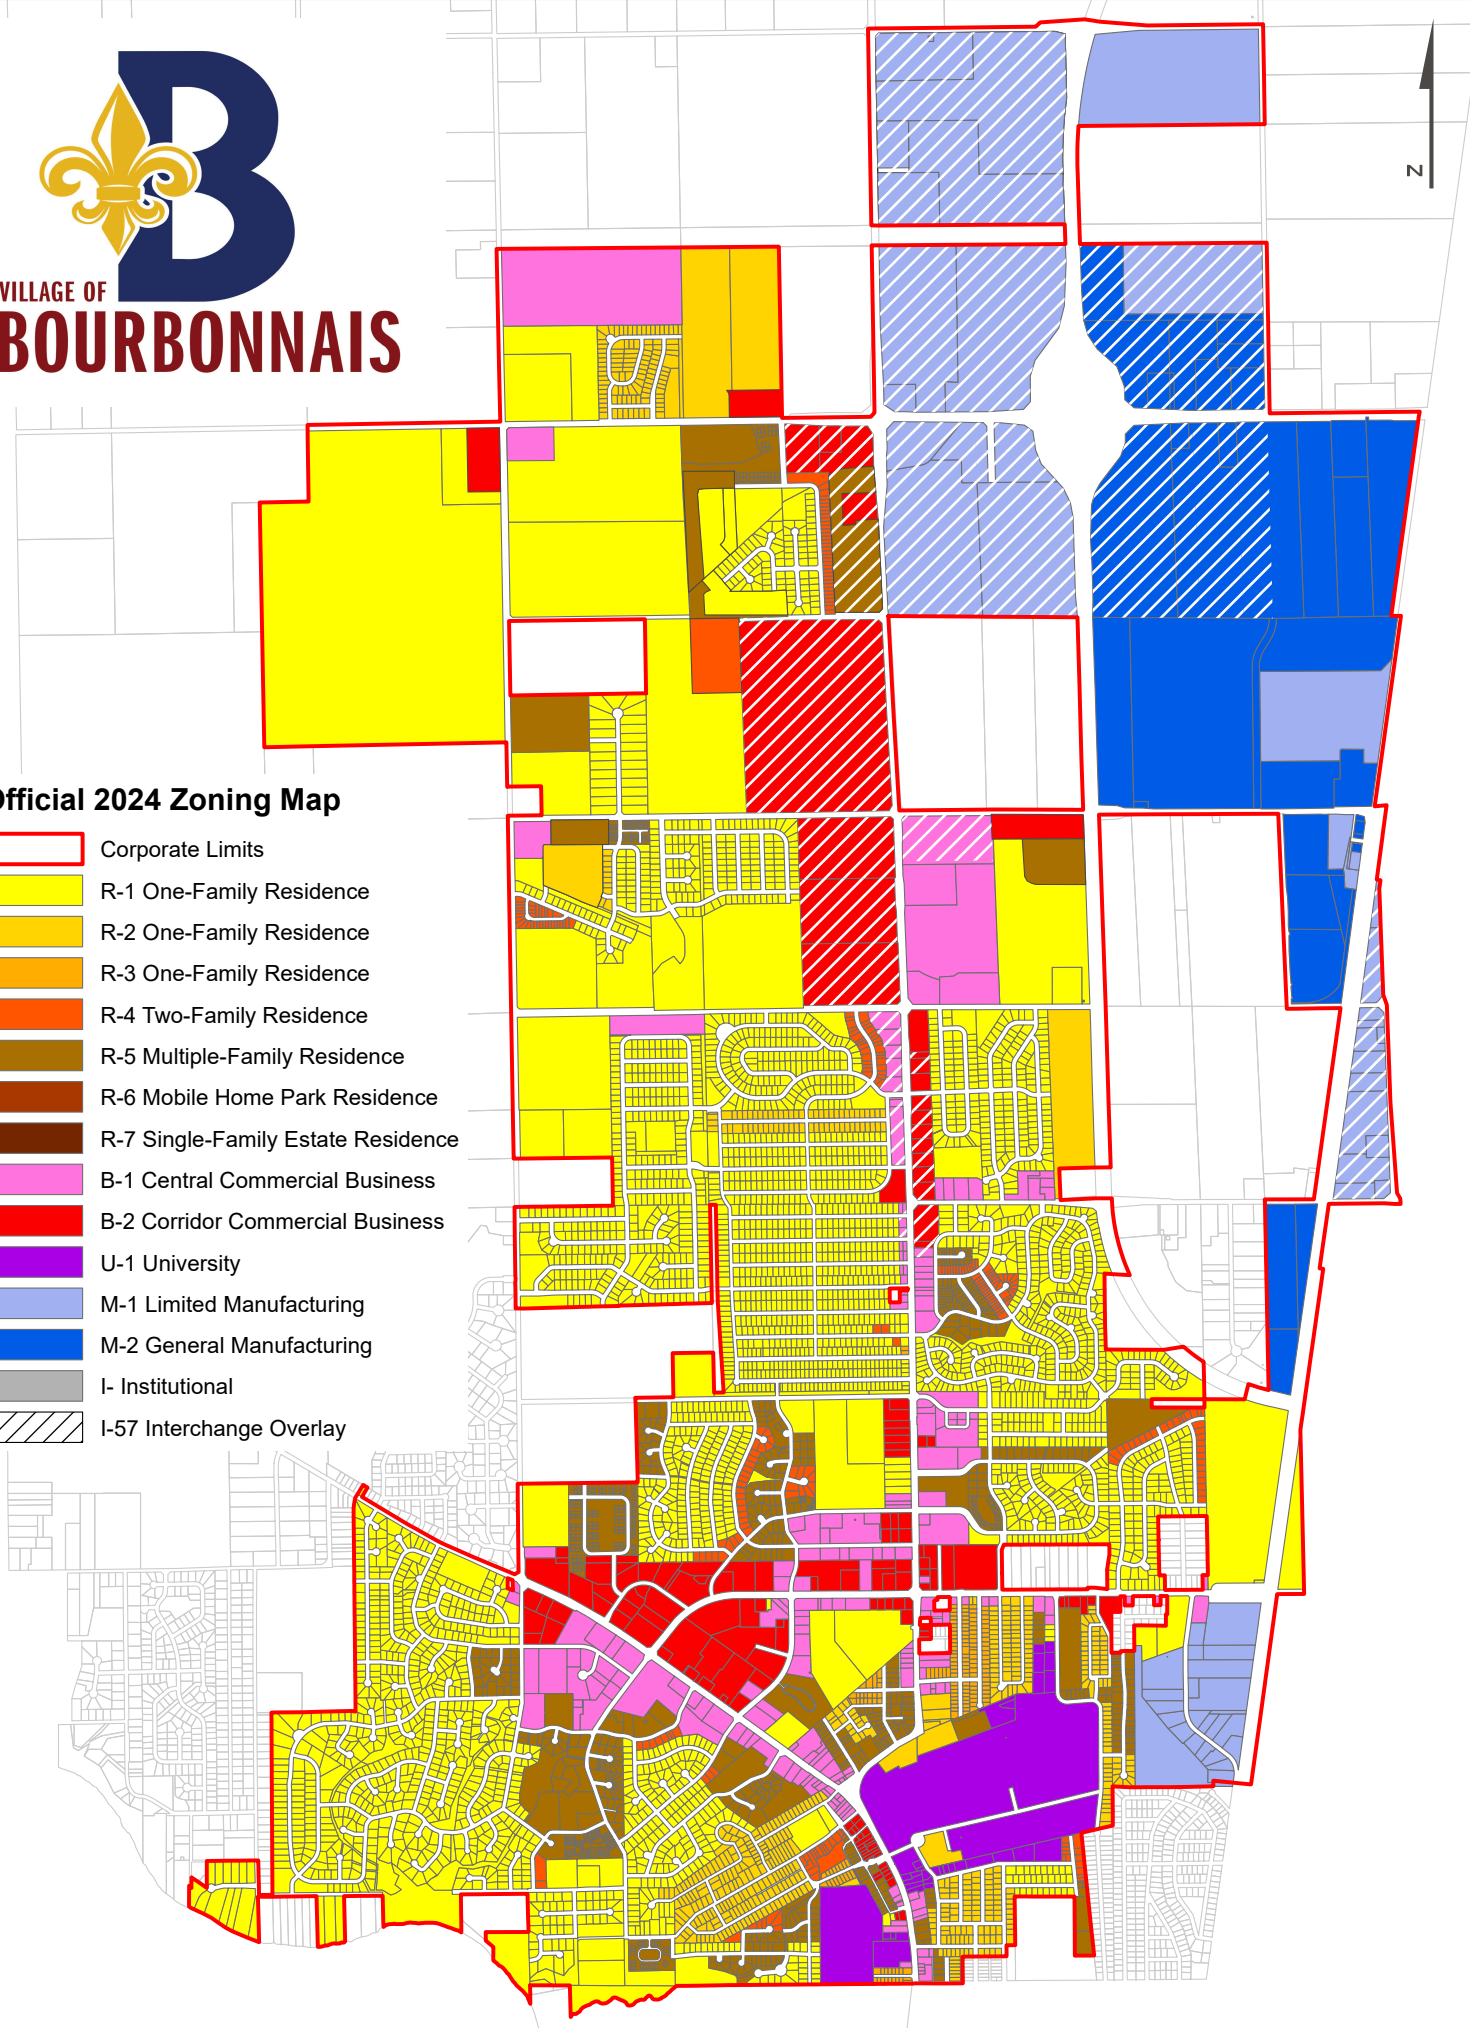 B
VILLAGE OF
BOURBONNAIS
N
Official 2024 Zoning Map
Corporate Limits
R-1 One-Family Residence
R-2 One-Family Residence
R-3 One-Family Residence
R-4 Two-Family Residence
R-5 Multiple-Family Residence
R-6 Mobile Home Park Residence
R-7 Single-Family Estate Residence
B-1 Central Commercial Business
B-2 Corridor Commercial Business
U-1 University
M-1 Limited Manufacturing
M-2 General Manufacturing
I- Institutional
I-57 Interchange Overlay